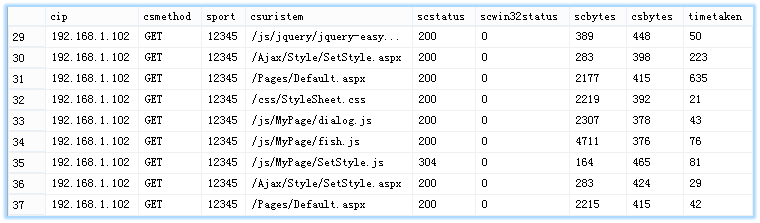 cip csmethod sport csuristem scstatus scwin32status scbytes csbytes timetaken
29 192.168.1.102 GET 12345 /js/jquery/jquery-easy... 200 0 389 448 50
30 192.168.1.102 GET 12345 /Ajax/Style/SetStyle.aspx 200 0 283 398 223
31 192.168.1.102 GET 12345 /Pages/Default.aspx 200 0 2177 415 635
32 192.168.1.102 GET 12345 /css/StyleSheet.css 200 0 2219 392 21
33 192.168.1.102 GET 12345 /js/MyPage/dialog.js 200 0 2307 378 43
34 192.168.1.102 GET 12345 /js/MyPage/fish.js 200 0 4711 376 76
35 192.168.1.102 GET 12345 /js/MyPage/SetStyle.js 304 0 164 465 81
36 192.168.1.102 GET 12345 /Ajax/Style/SetStyle.aspx 200 0 283 424 29
37 192.168.1.102 GET 12345 /Pages/Default.aspx 200 0 2215 415 42